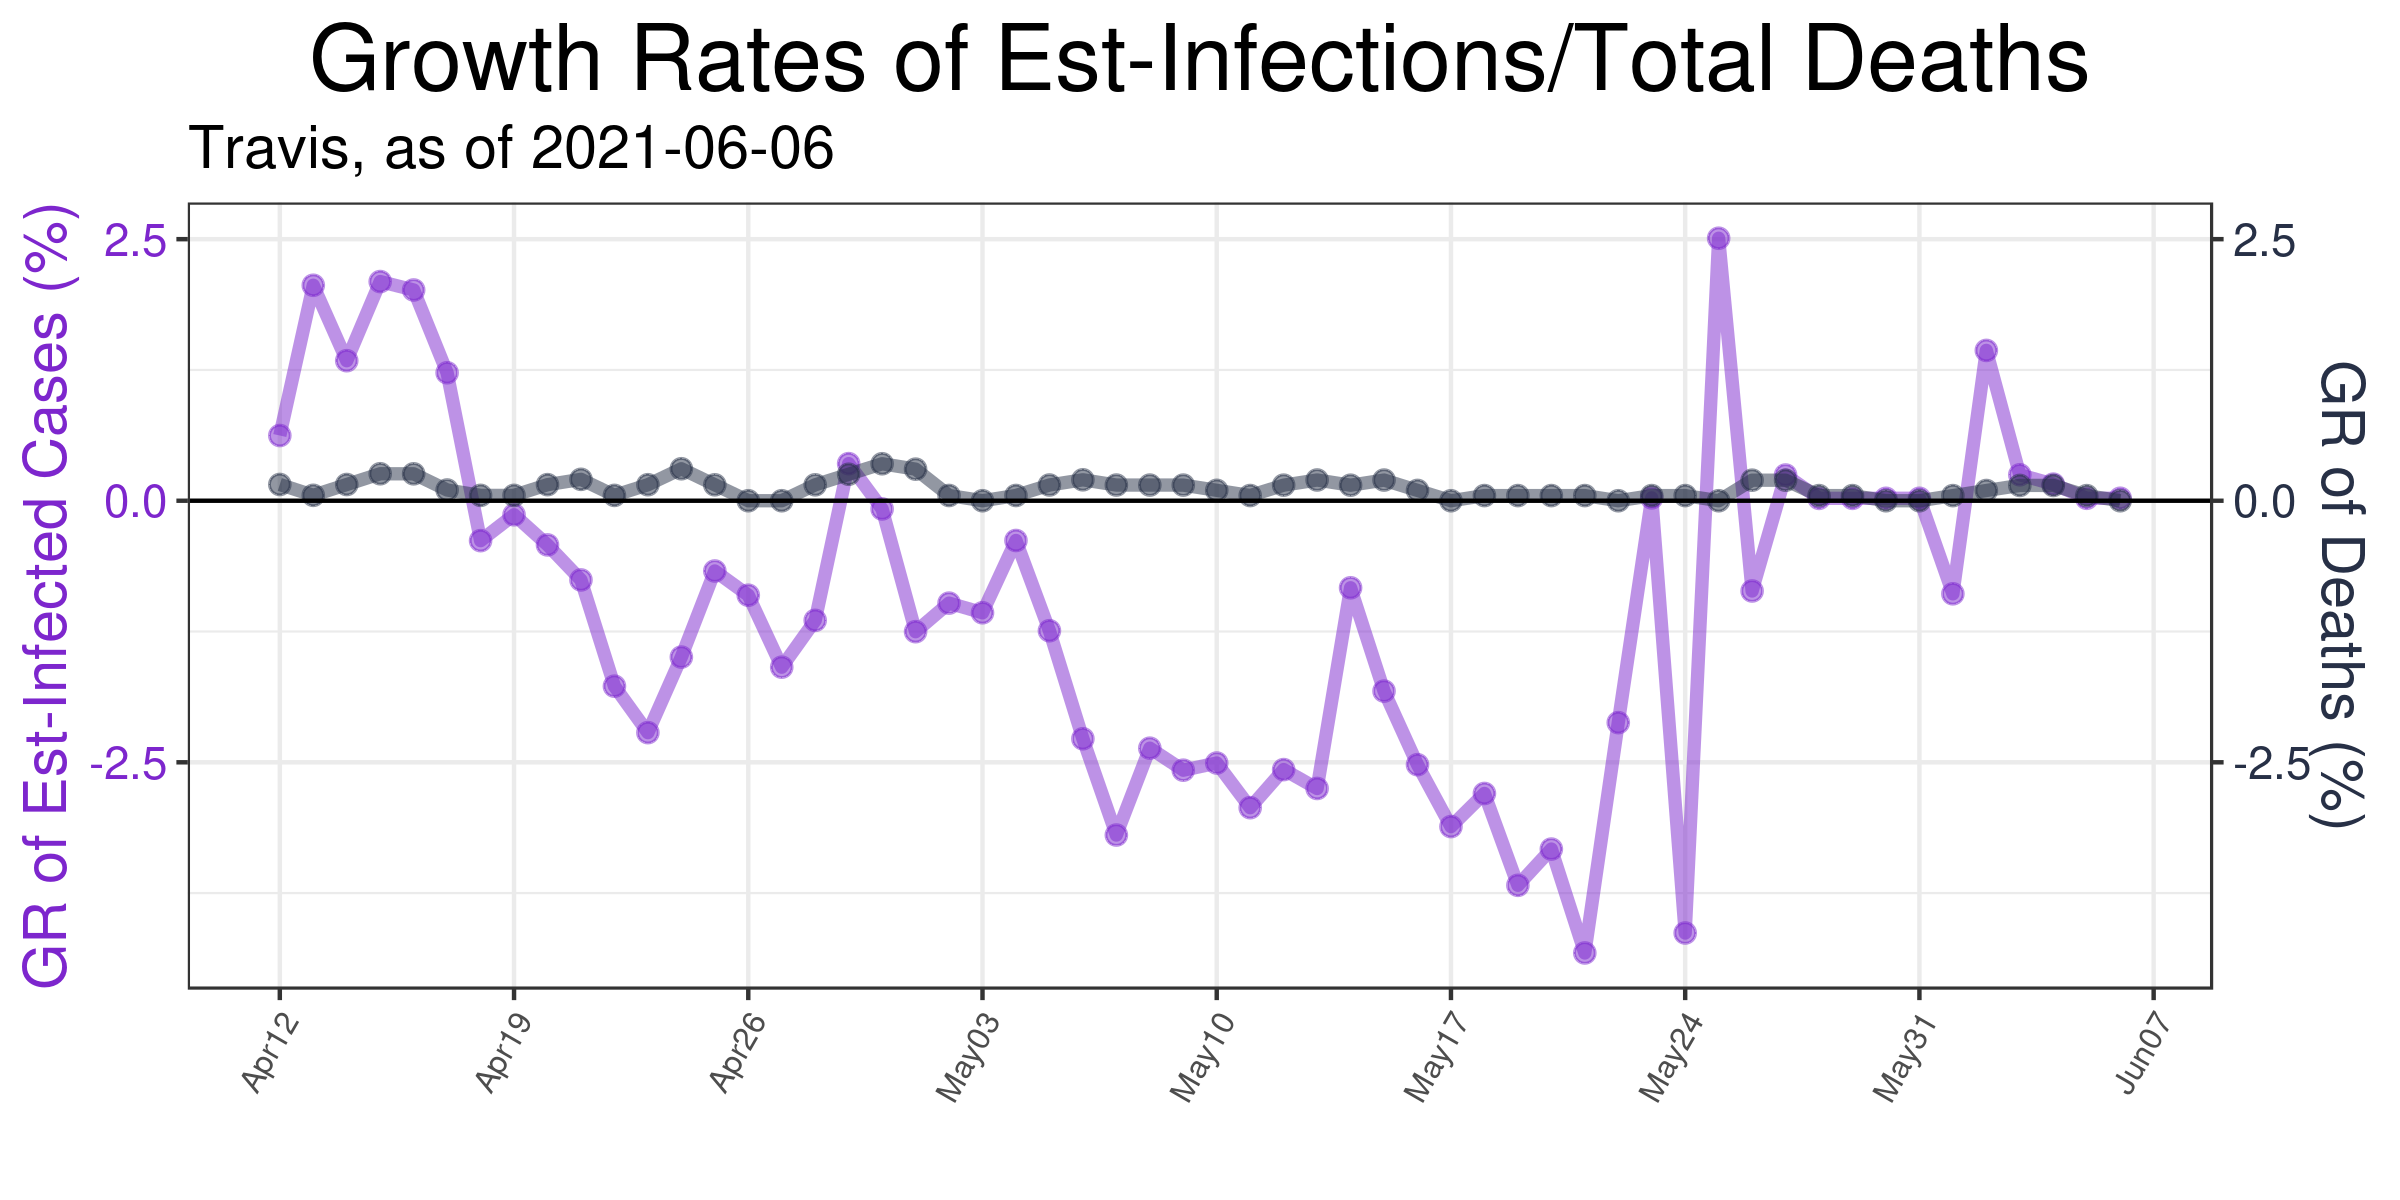 Growth Rates of Est-Infections/Total Deaths
Travis, as of 2021-06-06
GR of Est-Infected Cases (%)
2.5
0.0
-2.5
2.5
0.0
-2.5
GR of Deaths (%)
Apr12
Apr19
Apr26
May03
May10
May17
May24
May31
Jun07